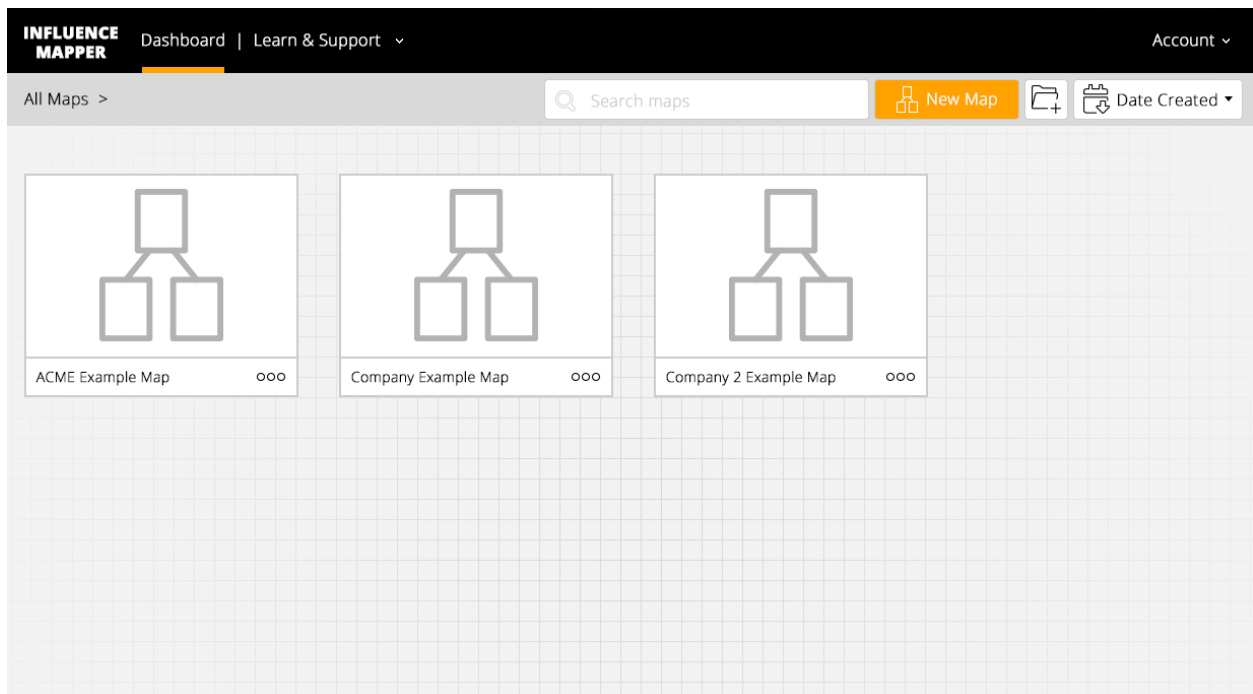 INFLUENCE
MAPPER
Dashboard | Learn & Support
Account
All Maps >
Search maps
New Map
Date Created
ACME Example Map
Company Example Map
Company 2 Example Map